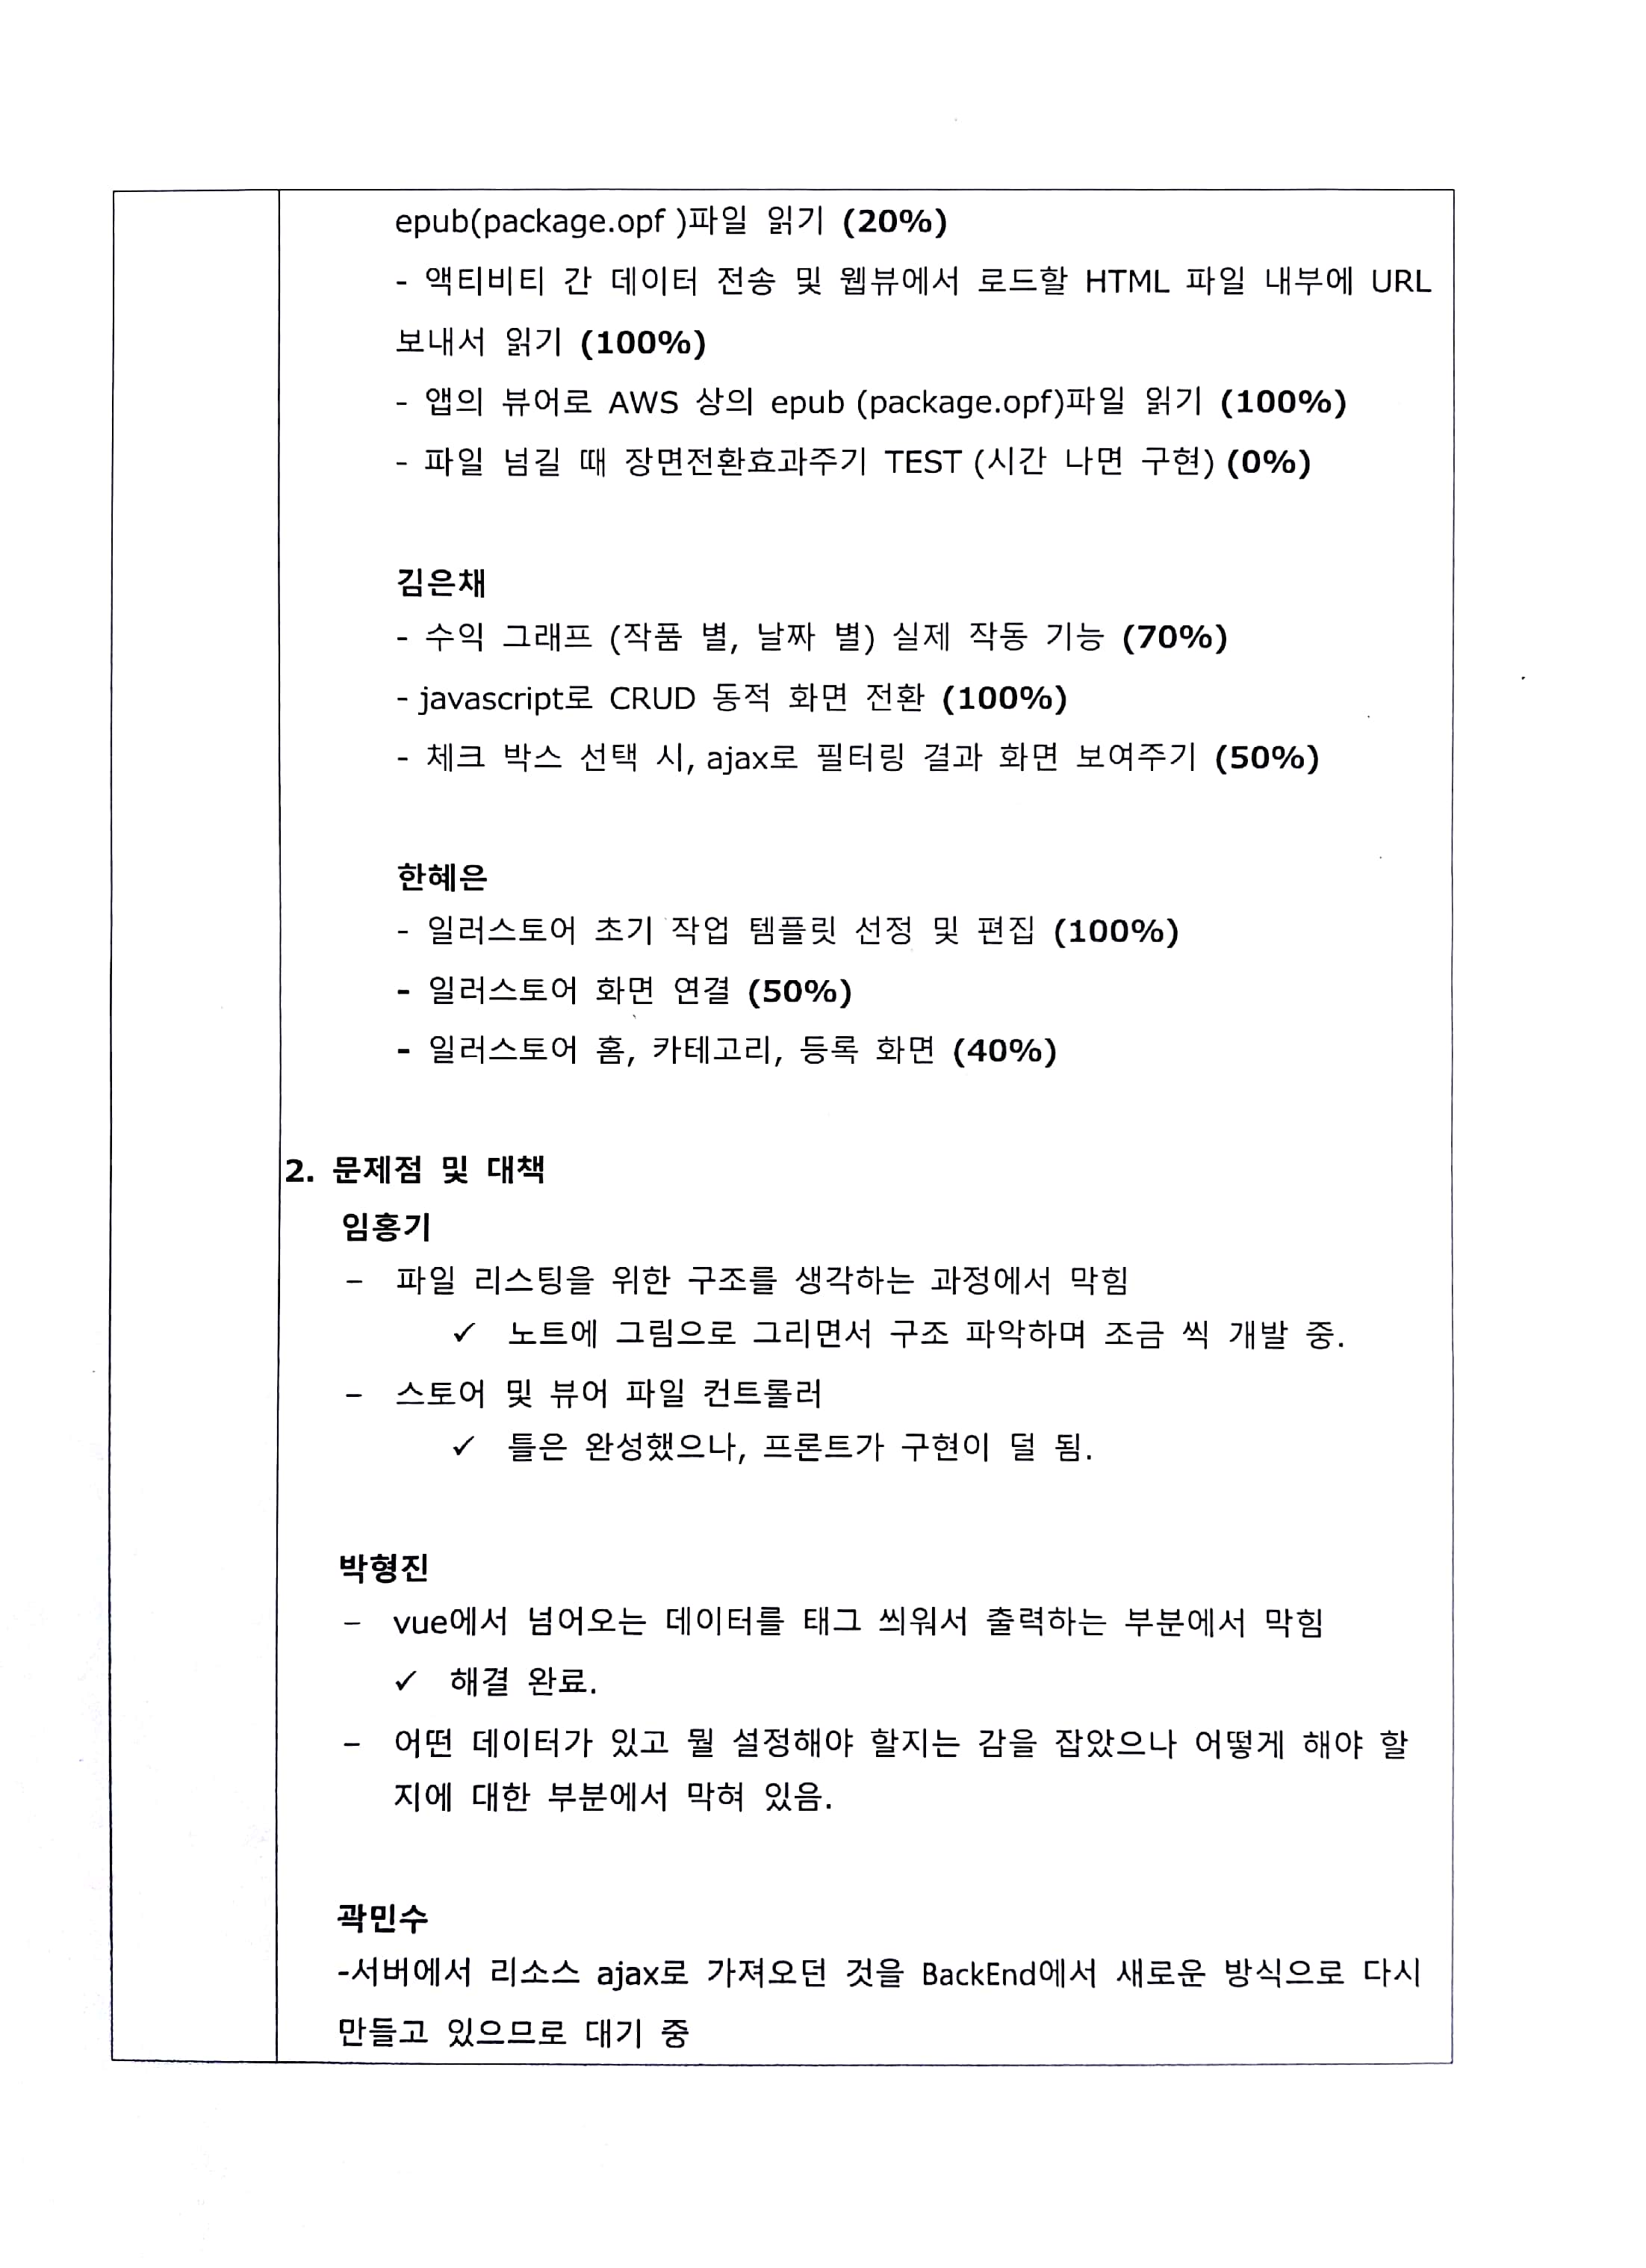 epub(package.opf )파일 읽기 (20%)
- 액티비티 간 데이터 전송 및 웹뷰에서 로드할 HTML 파일 내부에 URL
보내서 읽기 (100%)
- 앱의 뷰어로 AWS 상의 epub (package.opf)파일 읽기 (100%)
- 파일 넘길 때 장면전환효과주기 TEST (시간 나면 구현) (0%)
김은채
- 수익 그래프 (작품 별, 날짜 별) 실제 작동 기능 (70%)
- javascript로 CRUD 동적 화면 전환 (100%)
- 체크 박스 선택 시, ajax로 필터링 결과 화면 보여주기 (50%)
한혜은
- 일러스토어 초기 작업 템플릿 선정 및 편집 (100%)
- 일러스토어 화면 연결 (50%)
- 일러스토어 홈, 카테고리, 등록 화면 (40%)
2. 문제점 및 대책
임홍기
– 파일 리스팅을 위한 구조를 생각하는 과정에서 막힘
✓ 노트에 그림으로 그리면서 구조 파악하며 조금 씩 개발 중.
– 스토어 및 뷰어 파일 컨트롤러
✓ 틀은 완성했으나, 프론트가 구현이 덜 됨.
박형진
– vue에서 넘어오는 데이터를 태그 씌워서 출력하는 부분에서 막힘
✓ 해결 완료.
– 어떤 데이터가 있고 뭘 설정해야 할지는 감을 잡았으나 어떻게 해야 할
지에 대한 부분에서 막혀 있음.
곽민수
-서버에서 리소스 ajax로 가져오던 것을 BackEnd에서 새로운 방식으로 다시
만들고 있으므로 대기 중